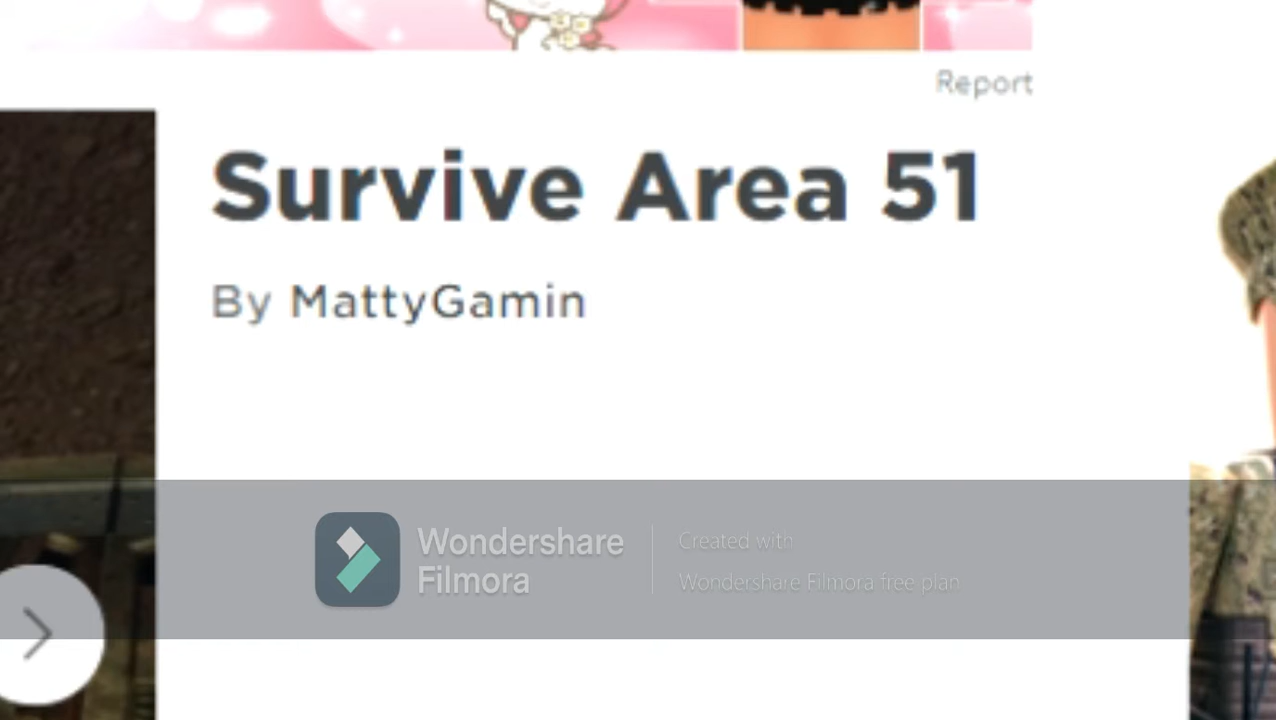 Report
Survive Area 51
By MattyGamin
Wondershare
Filmora
Created with
Wondershare Filmora free plan